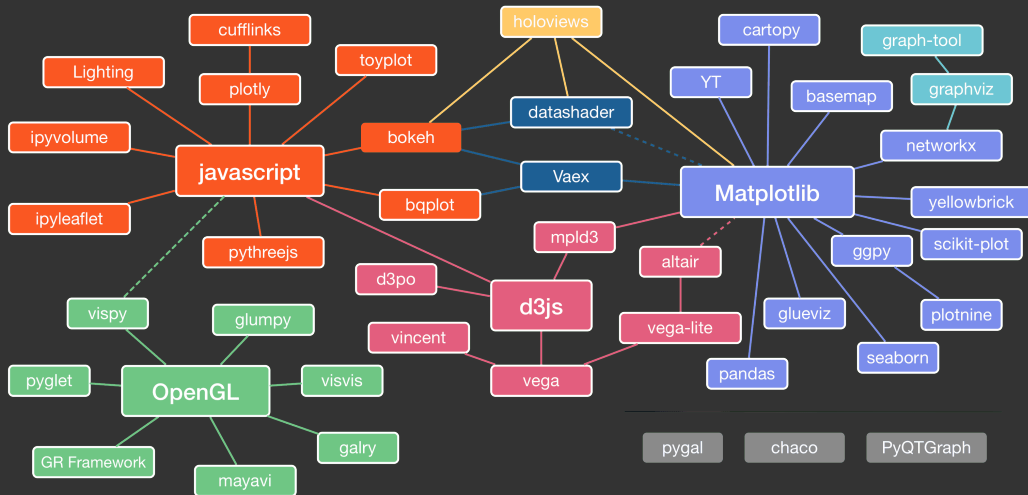 cufflinks
holoviews
cartopy
graph-tool
Lighting
plotly
toyplot
YT
basemap
graphviz
datashader
ipyvolume
bokeh
networkx
javascript
Vaex
Matplotlib
ipyleaflet
bqplot
yellowbrick
pythreejs
mpld3
altair
ggpy
scikit-plot
d3po
d3js
vispy
glumpy
vincent
vega-lite
glueviz
plotnine
pyglet
OpenGL
visvis
vega
pandas
seaborn
GR Framework
mayavi
galry
pygal
chaco
PyQTGraph